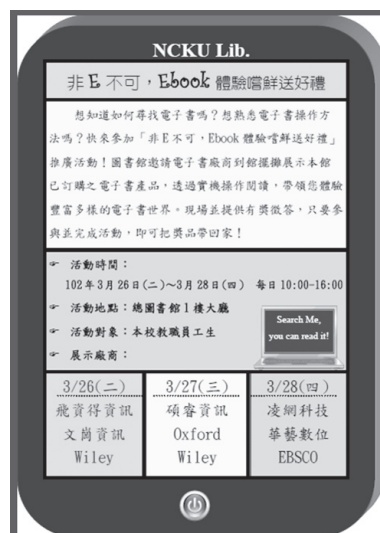 NCKU Lib.
非 E 不可，Ebook 體驗嚐鮮送好禮
想知道如何尋找電子書嗎？想熟悉電子書操作方
法嗎？快來參加「非 E 不可，Ebook 體驗嚐鮮送好禮」
推廣活動！圖書館邀請電子書廠商到館擺攤展示本館
已訂購之電子書產品，透過實機操作閱讀，帶領您體驗
豐富多樣的電子書世界。現場並提供有獎徵答，只要參
與並完成活動，即可把獎品帶回家！
☞ 活動時間：
102 年 3 月 26 日(二)～3 月 28 日(四) 每日 10:00-16:00
☞ 活動地點：總圖書館 1 樓大廳
☞ 活動對象：本校教職員工生
☞ 展示廠商：
Search Me,
you can read it!
3/26(二)
飛資得資訊
文崗資訊
Wiley
3/27(三)
碩睿資訊
Oxford
Wiley
3/28(四)
凌網科技
華藝數位
EBSCO